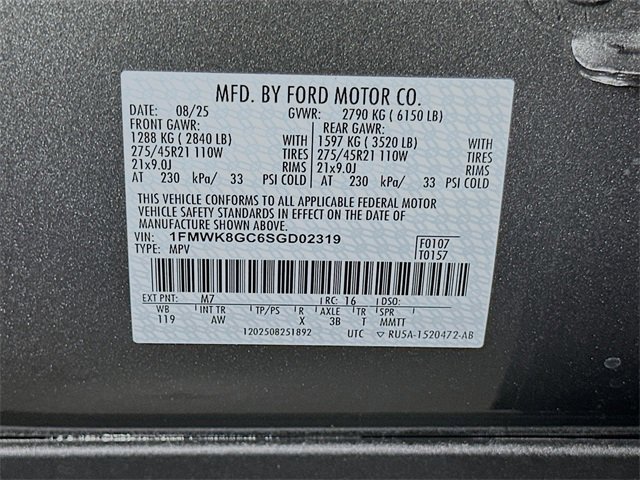 MFD. BY FORD MOTOR CO.
DATE: 08/25 GVWR: 2790 KG ( 6150 LB)
FRONT GAWR: REAR GAWR:
1288 KG ( 2840 LB) WITH 1597 KG ( 3520 LB) WITH
275/45R21 110W TIRES 275/45R21 110W TIRES
21x9.0J RIMS 21x9.0J RIMS
AT 230 kPa/ 33 PSI COLD AT 230 kPa/ 33 PSI COLD
THIS VEHICLE CONFORMS TO ALL APPLICABLE FEDERAL MOTOR
VEHICLE SAFETY STANDARDS IN EFFECT ON THE DATE OF
MANUFACTURE SHOWN ABOVE.
VIN: 1FMWK8GC6SGD02319 F0107
TYPE: MPV T0157
EXT PNT: M7 RC: 16 DSO:
WB INT TR TP/PS R AXLE TR SPR
119 AW X 3B T MMTT
1202508251892 UTC ▽ RU5A-1520472-AB